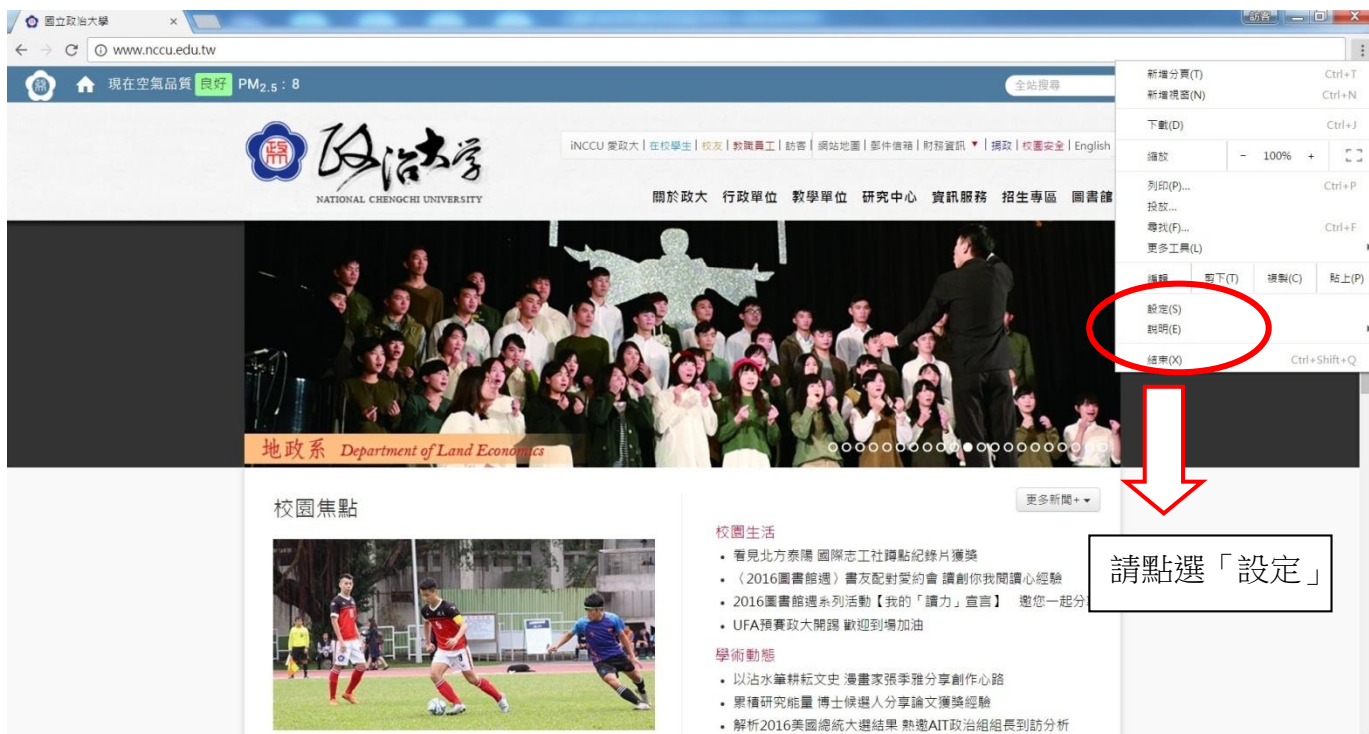 國立政治大學
訪客
www.nccu.edu.tw
現在空氣品質 良好 PM2.5 : 8
全站搜尋
政治大學
NATIONAL CHENGCHI UNIVERSITY
iNCCU 愛政大 | 在校學生 | 校友 | 教職員工 | 訪客 | 網站地圖 | 郵件信箱 | 財務資訊 ▼ | 捐政 | 校園安全 | English
關於政大 行政單位 教學單位 研究中心 資訊服務 招生專區 圖書館
新增分頁(T) Ctrl+T
新增視窗(N) Ctrl+N
下載(D) Ctrl+J
縮放 - 100% +
列印(P)... Ctrl+P
投放...
尋找(F)... Ctrl+F
更多工具(L)
編輯 剪下(T) 複製(C) 貼上(P)
設定(S)
說明(E)
結束(X) Ctrl+Shift+Q
地政系 Department of Land Economics
請點選「設定」
校園焦點
更多新聞+
校園生活
• 看見北方泰陽 國際志工社蹲點紀錄片獲獎
• 〈2016圖書館週〉書友配對愛約會 讀創你我閱讀心經驗
• 2016圖書館週系列活動【我的「讀力」宣言】 邀您一起分
• UFA預賽政大開踢 歡迎到場加油
學術動態
• 以沾水筆耕耘文史 漫畫家張季雅分享創作心路
• 累積研究能量 博士候選人分享論文獲獎經驗
• 解析2016美國總統大選結果 熱邀AIT政治組組長到訪分析